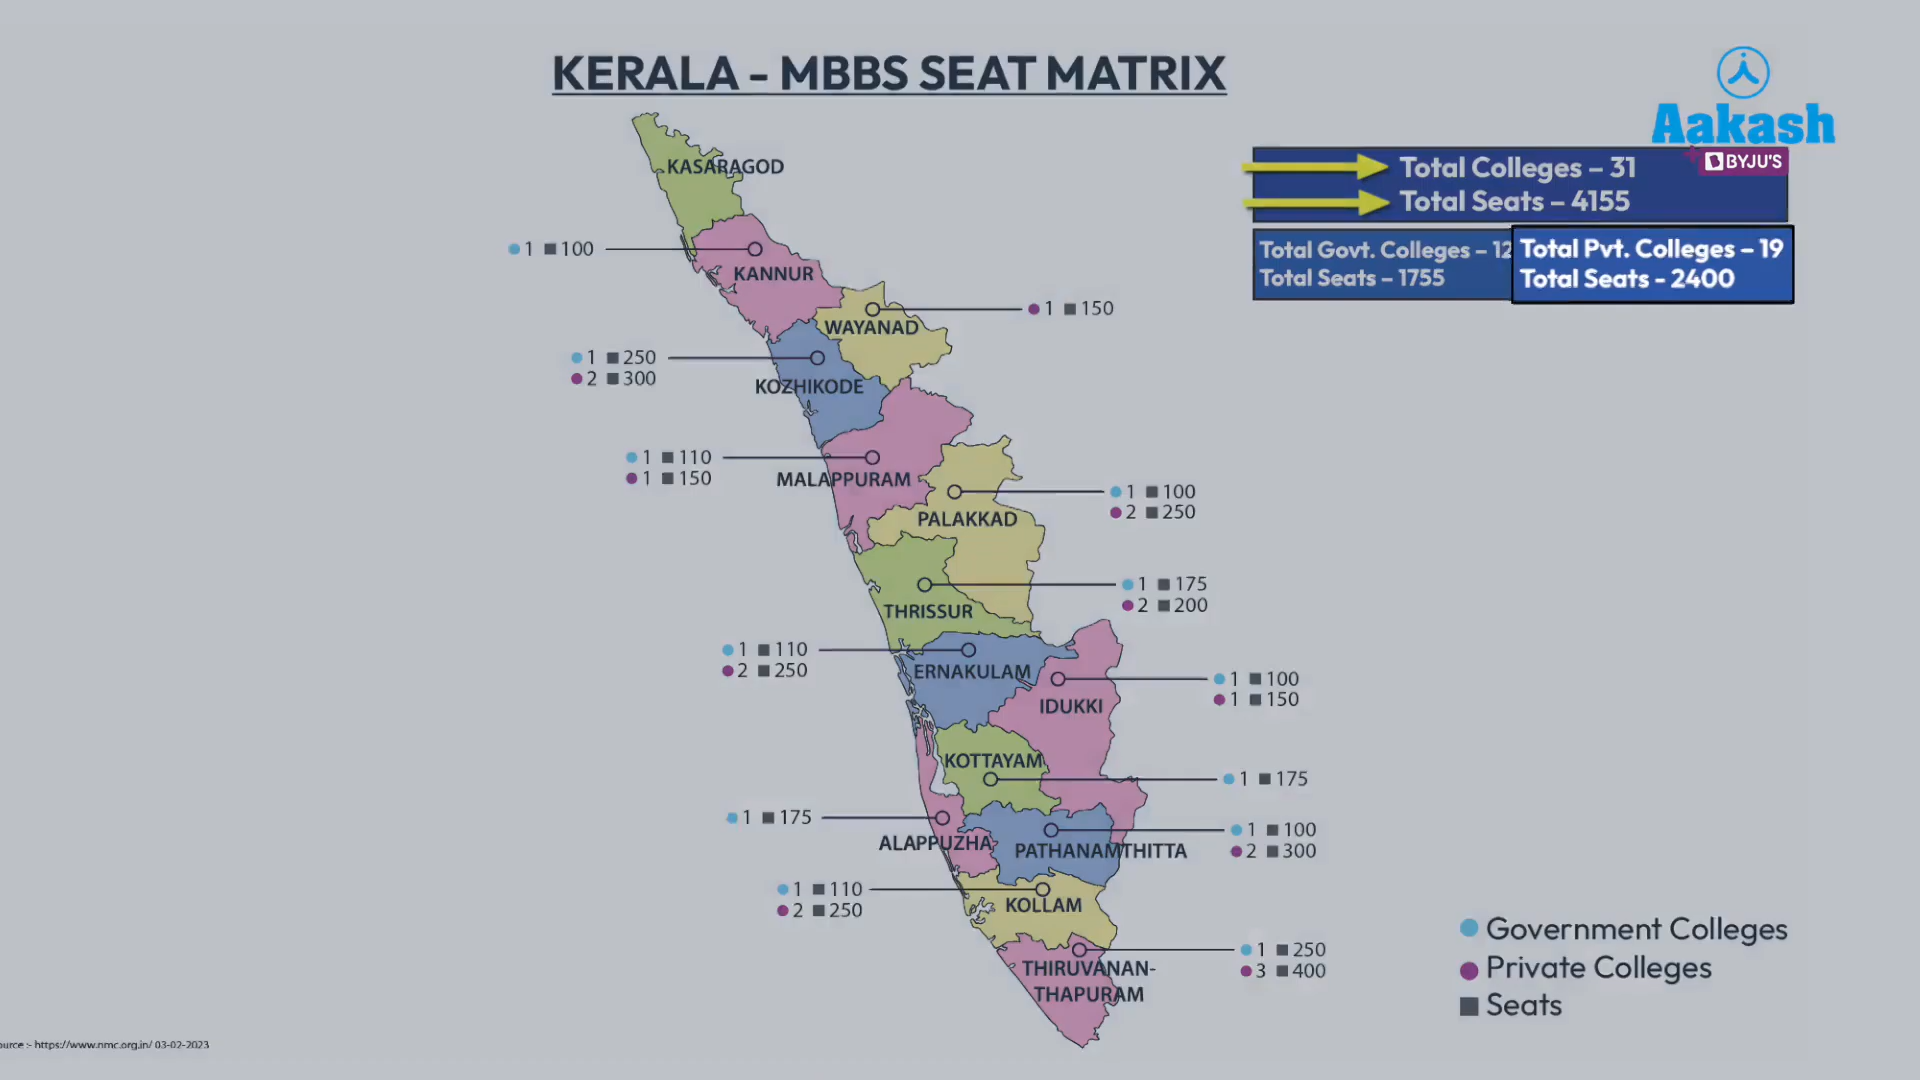 KERALA - MBBS SEAT MATRIX
Aakash
BYJU'S
Total Colleges – 31
Total Seats – 4155
Total Govt. Colleges – 12
Total Seats – 1755
Total Pvt. Colleges – 19
Total Seats - 2400
KASARAGOD
1 100
KANNUR
1 150
WAYANAD
1 250
2 300
KOZHIKODE
1 110
1 150
MALAPPURAM
1 100
2 250
PALAKKAD
1 175
2 200
THRISSUR
1 110
2 250
ERNAKULAM
1 100
1 150
IDUKKI
KOTTAYAM
1 175
1 175
ALAPPUZHA
1 100
2 300
PATHANAMTHITTA
1 110
2 250
KOLLAM
1 250
3 400
THIRUVANAN-
THAPURAM
Government Colleges
Private Colleges
Seats
ource :- https://www.nmc.org.in/ 03-02-2023